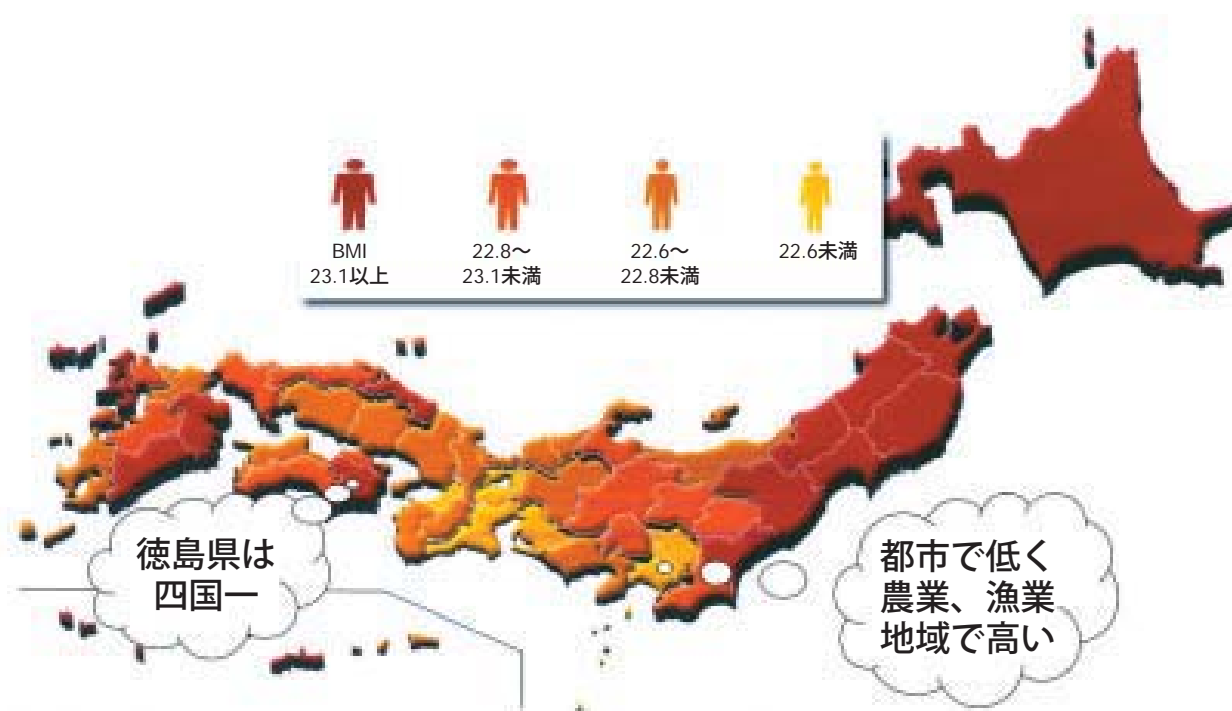 BMI
23.1以上
22.8〜
23.1未満
22.6〜
22.8未満
22.6未満
徳島県は
四国一
都市で低く
農業、漁業
地域で高い